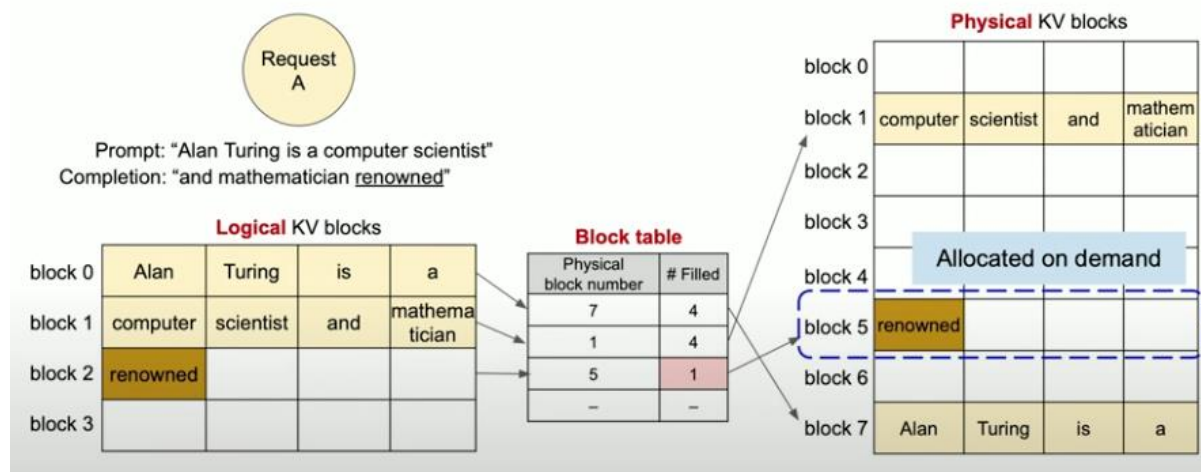 Request
A
Prompt: “Alan Turing is a computer scientist”
Completion: “and mathematician renowned”
Logical KV blocks
block 0 Alan Turing is a
block 1 computer scientist and mathema
tician
block 2 renowned
block 3
Block table
Physical
block number # Filled
7 4
1 4
5 1
– –
Physical KV blocks
block 0
block 1 computer scientist and mathem
atician
block 2
block 3
block 4
Allocated on demand
block 5 renowned
block 6
block 7 Alan Turing is a